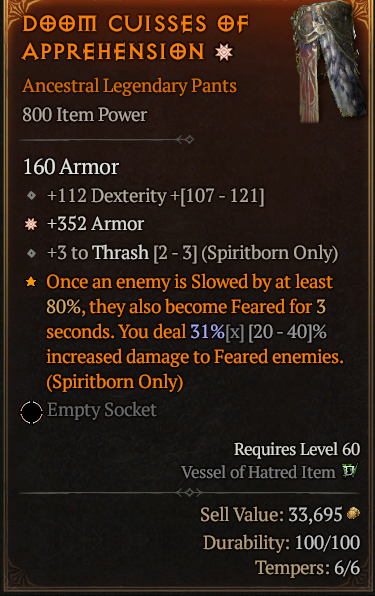 DOOM CUISSES OF
APPREHENSION
Ancestral Legendary Pants
800 Item Power
160 Armor
+112 Dexterity +[107 - 121]
+352 Armor
+3 to Thrash [2 - 3] (Spiritborn Only)
Once an enemy is Slowed by at least
80%, they also become Feared for 3
seconds. You deal 31%[x] [20 - 40]%
increased damage to Feared enemies.
(Spiritborn Only)
Empty Socket
Requires Level 60
Vessel of Hatred Item
Sell Value: 33,695
Durability: 100/100
Tempers: 6/6